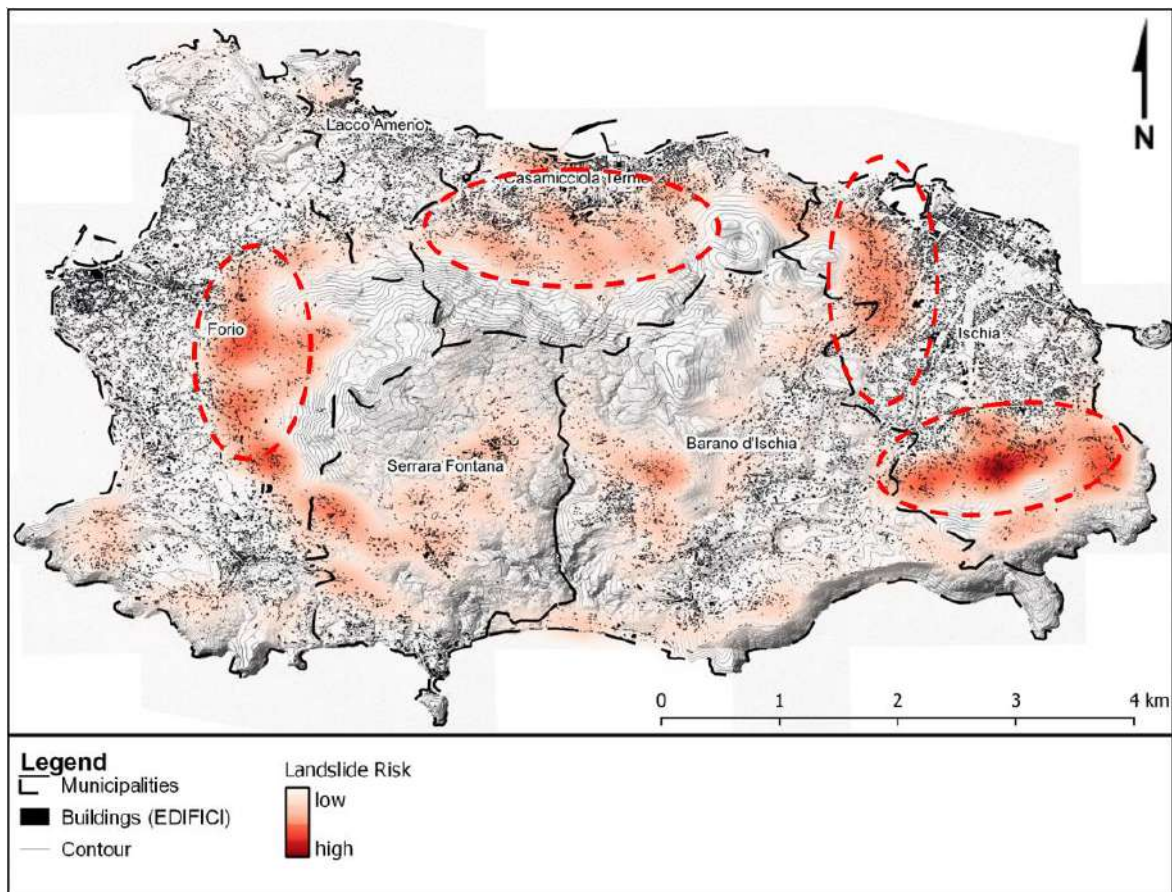 N
Lacco Ameno
Casamicciola Terme
Forio
Ischia
Barano d'Ischia
Serrara Fontana
0 1 2 3 4 km
Legend
Municipalities
Buildings (EDIFICI)
Contour
Landslide Risk
low
high